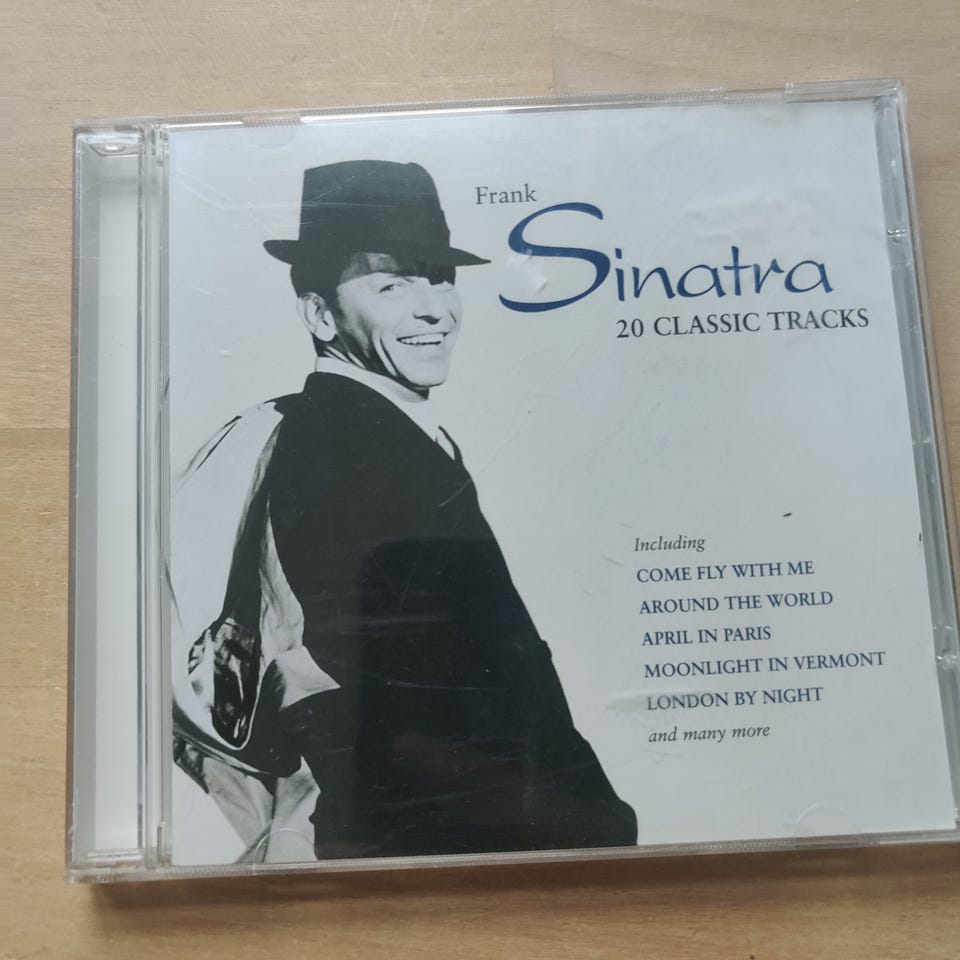 Frank
Sinatra
20 CLASSIC TRACKS
Including
COME FLY WITH ME
AROUND THE WORLD
APRIL IN PARIS
MOONLIGHT IN VERMONT
LONDON BY NIGHT
and many more